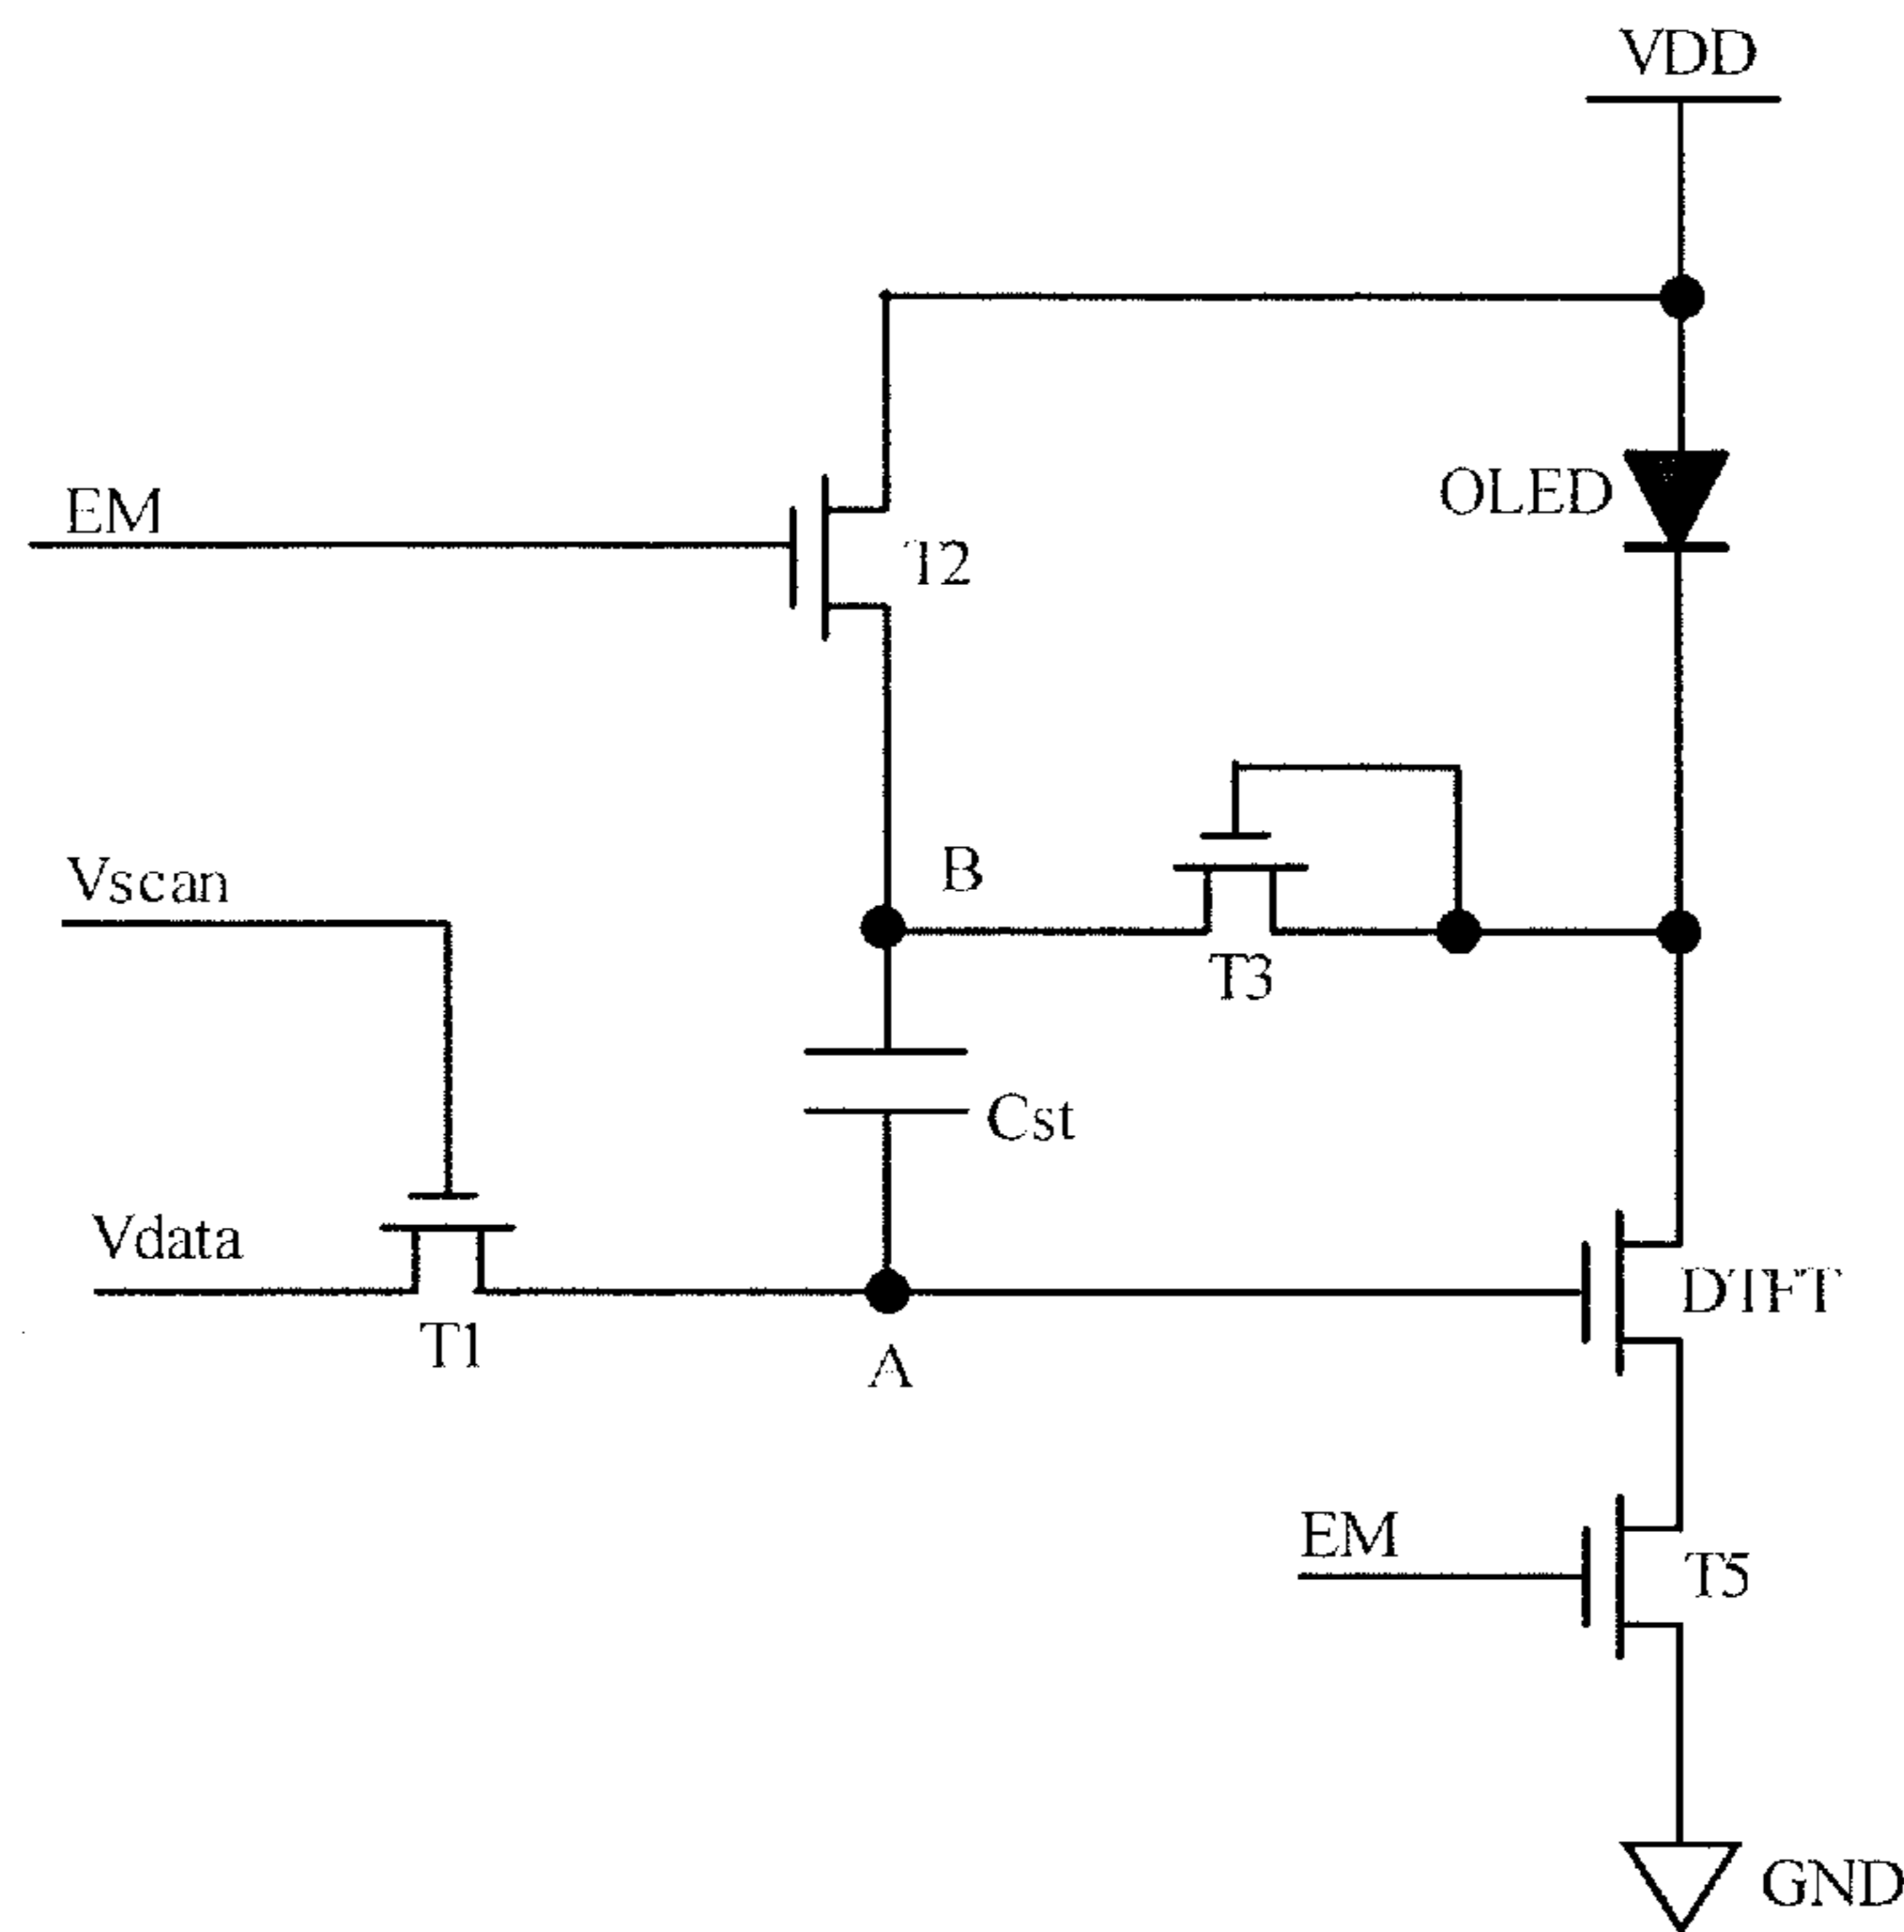 VDD
OLED
EM
T2
Vscan
B
T3
Cst
Vdata
DTFT
T1
A
EM
T5
GND